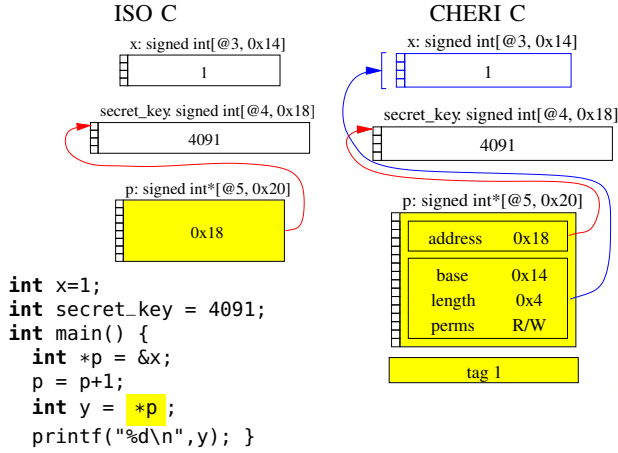 ISO C
x: signed int[@3, 0x14]
1
secret_key: signed int[@4, 0x18]
4091
p: signed int*[@5, 0x20]
0x18
CHERI C
x: signed int[@3, 0x14]
1
secret_key: signed int[@4, 0x18]
4091
p: signed int*[@5, 0x20]
address 0x18
base 0x14
length 0x4
perms R/W
tag 1
int x=1;
int secret_key = 4091;
int main() {
int *p = &x;
p = p+1;
int y = *p;
printf("%d\n",y); }